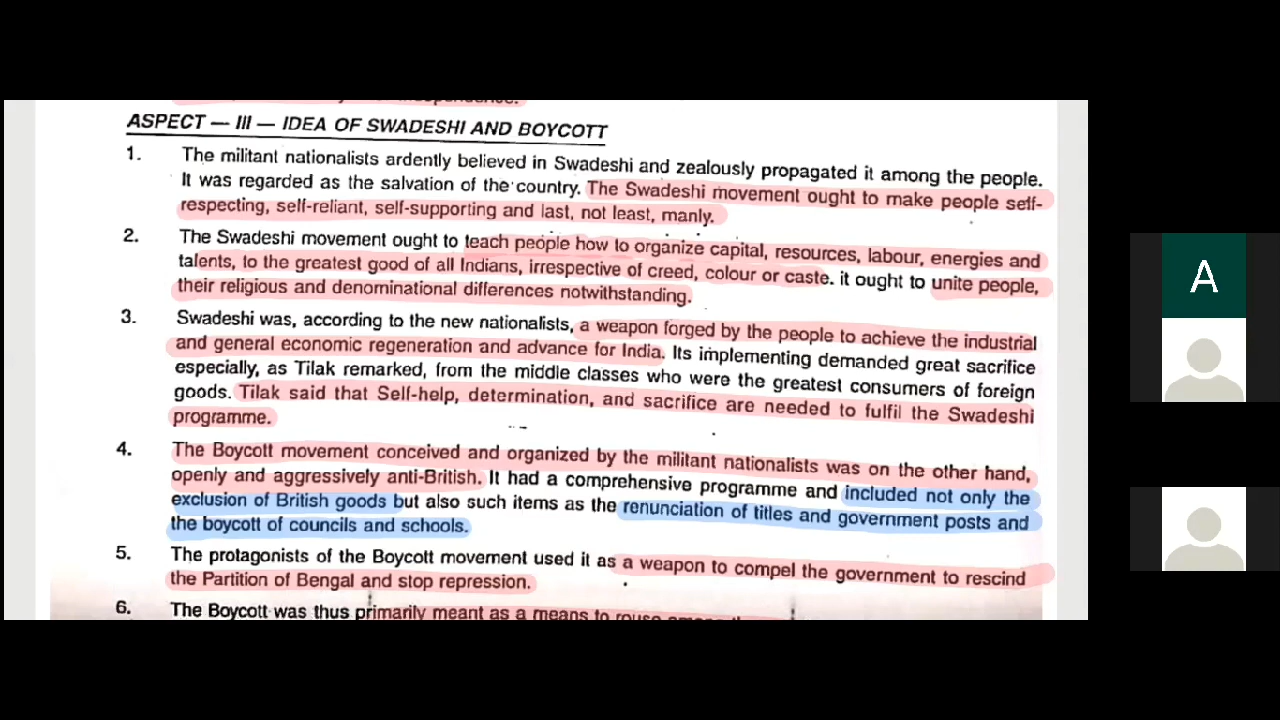 independence.
ASPECT — III — IDEA OF SWADESHI AND BOYCOTT
1. The militant nationalists ardently believed in Swadeshi and zealously propagated it among the people.
It was regarded as the salvation of the country. The Swadeshi movement ought to make people self-
respecting, self-reliant, self-supporting and last, not least, manly.
2. The Swadeshi movement ought to teach people how to organize capital, resources, labour, energies and
talents, to the greatest good of all Indians, irrespective of creed, colour or caste. it ought to unite people,
their religious and denominational differences notwithstanding.
3. Swadeshi was, according to the new nationalists, a weapon forged by the people to achieve the industrial
and general economic regeneration and advance for India. Its implementing demanded great sacrifice
especially, as Tilak remarked, from the middle classes who were the greatest consumers of foreign
goods. Tilak said that Self-help, determination, and sacrifice are needed to fulfil the Swadeshi
programme.
4. The Boycott movement conceived and organized by the militant nationalists was on the other hand,
openly and aggressively anti-British. It had a comprehensive programme and included not only the
exclusion of British goods but also such items as the renunciation of titles and government posts and
the boycott of councils and schools.
5. The protagonists of the Boycott movement used it as a weapon to compel the government to rescind
the Partition of Bengal and stop repression.
6. The Boycott was thus primarily meant as a means to rouse among
A